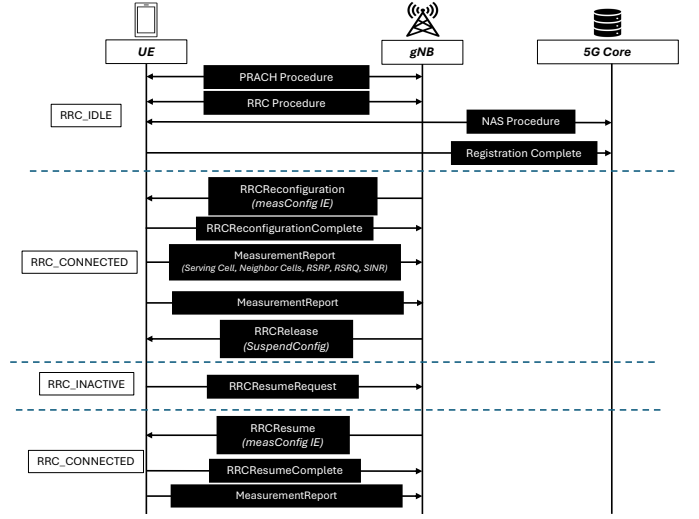 UE
gNB
5G Core
PRACH Procedure
RRC Procedure
RRC_IDLE
NAS Procedure
Registration Complete
RRCReconfiguration
(measConfig IE)
RRCReconfigurationComplete
RRC_CONNECTED
MeasurementReport
(Serving Cell, Neighbor Cells, RSRP, RSRQ, SINR)
MeasurementReport
RRCRelease
(SuspendConfig)
RRC_INACTIVE
RRCResumeRequest
RRCResume
(measConfig IE)
RRC_CONNECTED
RRCResumeComplete
MeasurementReport